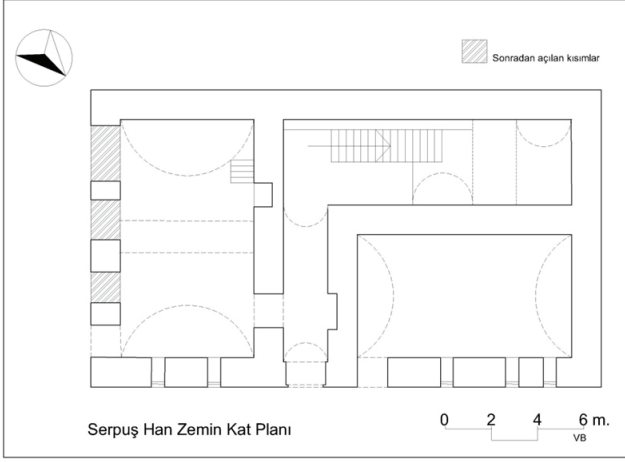 Sonradan açılan kısımlar
Serpuş Han Zemin Kat Planı
0 2 4 6 m.
VB